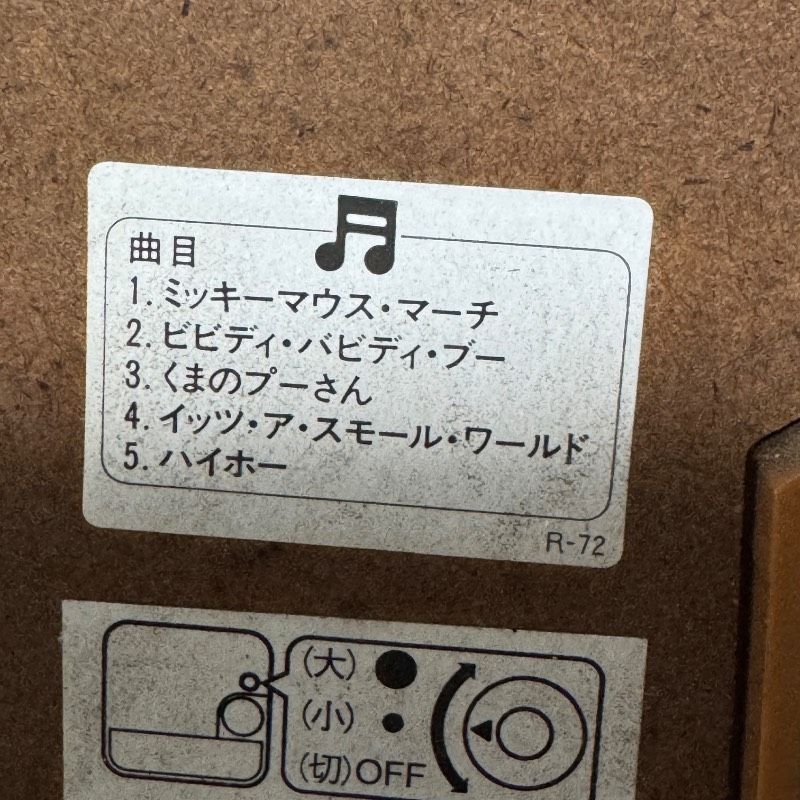 曲目
1. ミッキーマウス・マーチ
2. ビビディ・バビディ・ブー
3. くまのプーさん
4. イッツ・ア・スモール・ワールド
5. ハイホー
R-72
(大)
(小)
(切)OFF